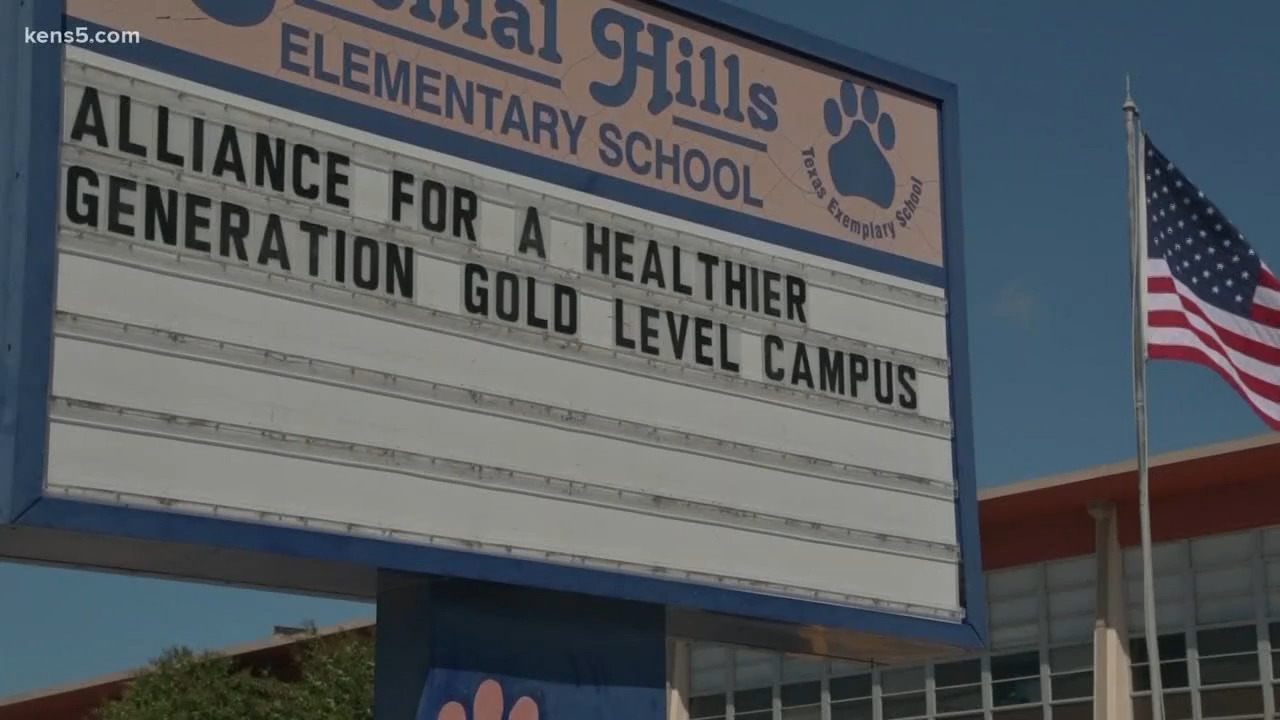 kens5.com
Hills
ELEMENTARY SCHOOL
Texas Exemplary School
ALLIANCE FOR A HEALTHIER
GENERATION GOLD LEVEL CAMPUS